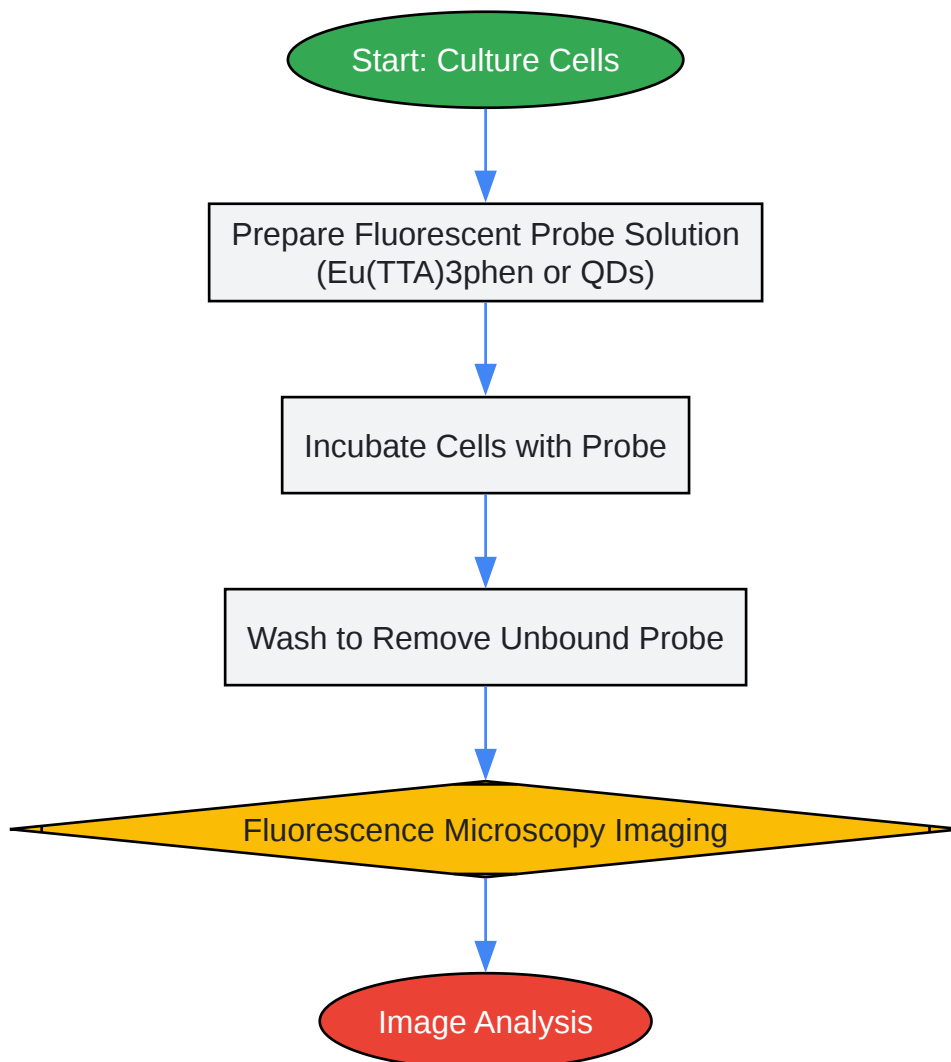 Start: Culture Cells
Prepare Fluorescent Probe Solution
(Eu(TTA)3phen or QDs)
Incubate Cells with Probe
Wash to Remove Unbound Probe
Fluorescence Microscopy Imaging
Image Analysis